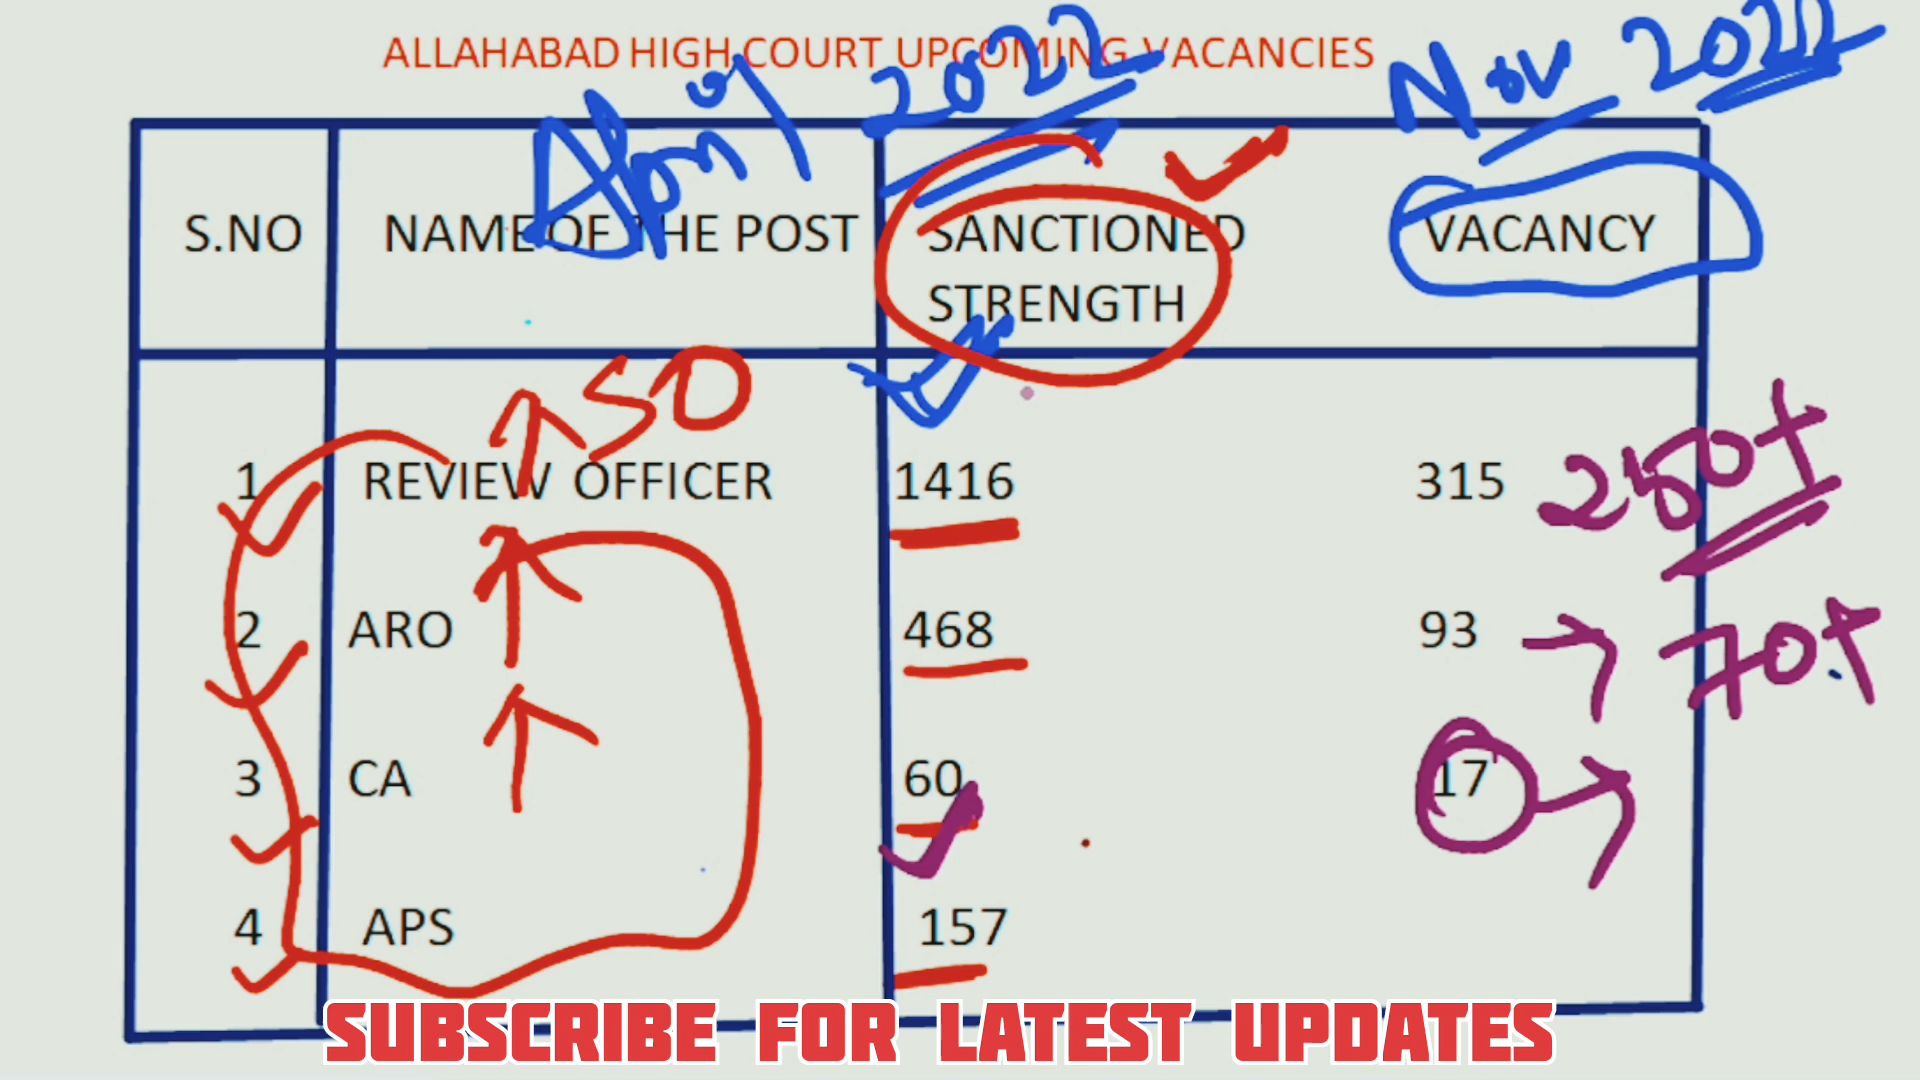 ALLAHABAD HIGH COURT UPCOMING VACANCIES
April 2022 Nov 2022
S.NO NAME OF THE POST SANCTIONED STRENGTH VACANCY
SO
1 REVIEW OFFICER 1416 315 250+
2 ARO 468 93 70+
3 CA 60 17
4 APS 157
SUBSCRIBE FOR LATEST UPDATES